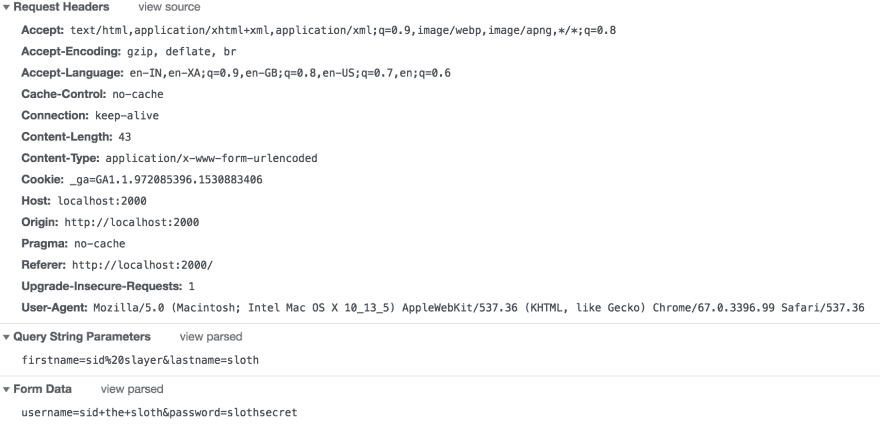 Request Headers view source
Accept: text/html,application/xhtml+xml,application/xml;q=0.9,image/webp,image/apng,*/*;q=0.8
Accept-Encoding: gzip, deflate, br
Accept-Language: en-IN,en-XA;q=0.9,en-GB;q=0.8,en-US;q=0.7,en;q=0.6
Cache-Control: no-cache
Connection: keep-alive
Content-Length: 43
Content-Type: application/x-www-form-urlencoded
Cookie: _ga=GA1.1.972085396.1530883406
Host: localhost:2000
Origin: http://localhost:2000
Pragma: no-cache
Referer: http://localhost:2000/
Upgrade-Insecure-Requests: 1
User-Agent: Mozilla/5.0 (Macintosh; Intel Mac OS X 10_13_5) AppleWebKit/537.36 (KHTML, like Gecko) Chrome/67.0.3396.99 Safari/537.36
Query String Parameters view parsed
firstname=sid%20slayer&lastname=sloth
Form Data view parsed
username=sid+the+sloth&password=slothsecret